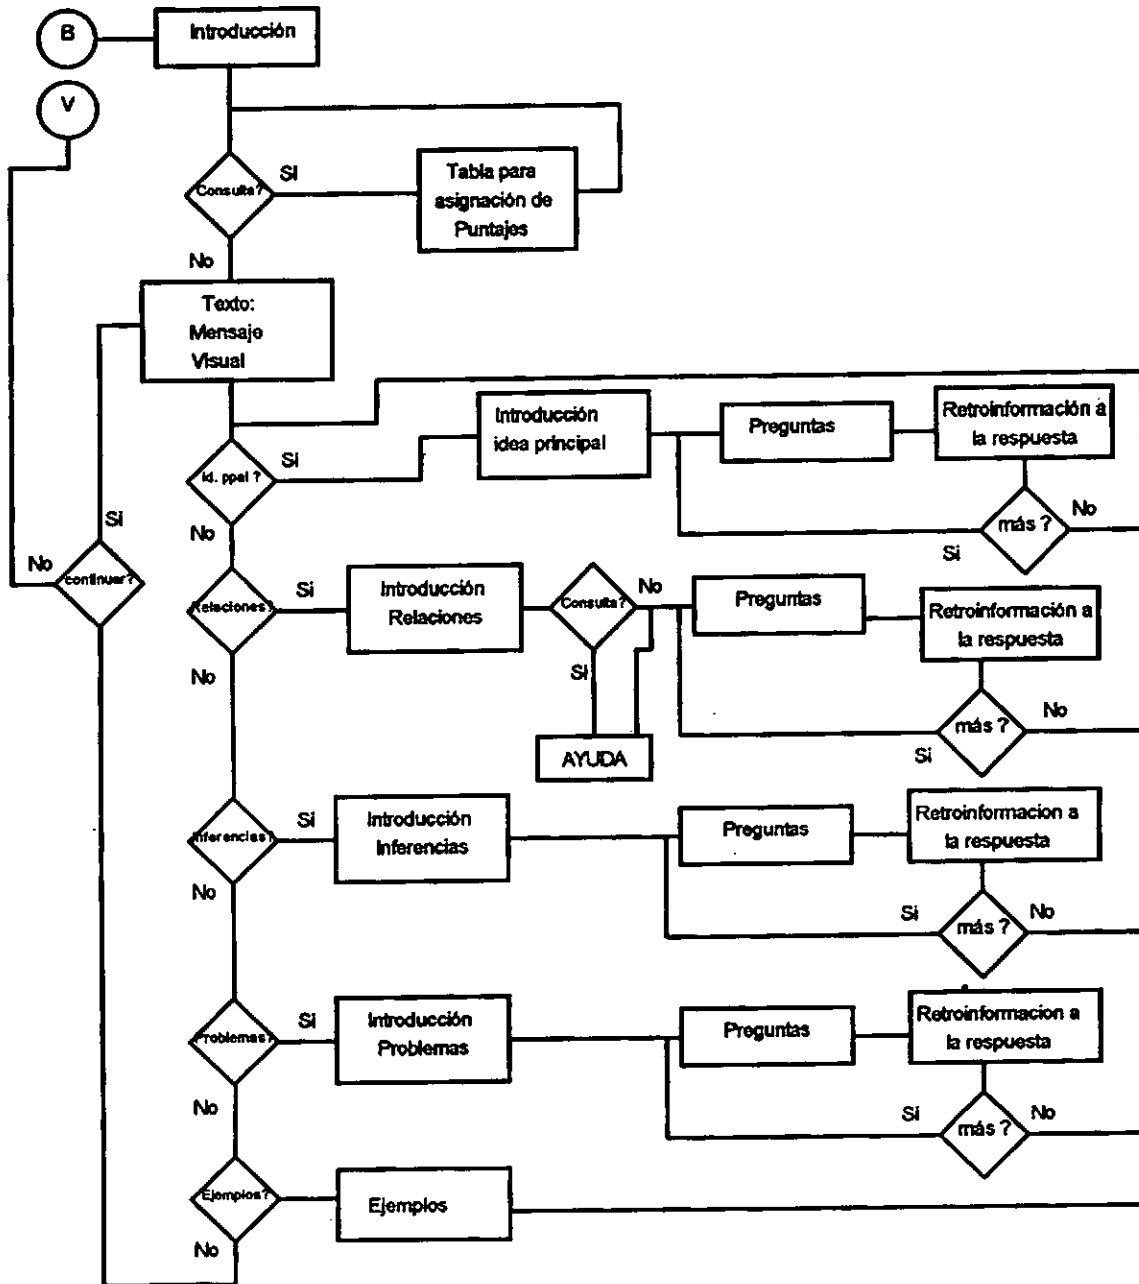 B
Introducción
V
Si
Consulta?
Tabla para
asignación de
Puntajes
No
Texto:
Mensaje
Visual
Id. ppal ?
Si
Introducción
idea principal
Preguntas
Retroinformación a
la respuesta
No
más ?
No
Si
Si
No
continuar?
Relaciones?
Si
Introducción
Relaciones
Consulta?
No
Preguntas
Retroinformación a
la respuesta
No
Si
AYUDA
más ?
No
Si
Inferencias?
Si
Introducción
Inferencias
Preguntas
Retroinformacion a
la respuesta
No
Si
más ?
No
Problemas?
Si
Introducción
Problemas
Preguntas
Retroinformacion a
la respuesta
No
Si
más ?
No
Ejemplos?
Ejemplos
No